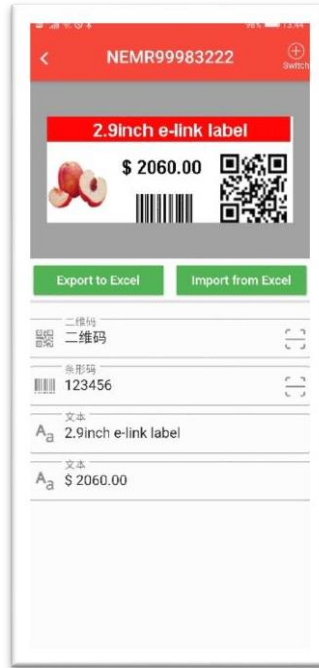 NEMR99983222
Switch
2.9inch e-link label
$ 2060.00
Export to Excel
Import from Excel
二维码
二维码
条形码
123456
文本
2.9inch e-link label
文本
$ 2060.00